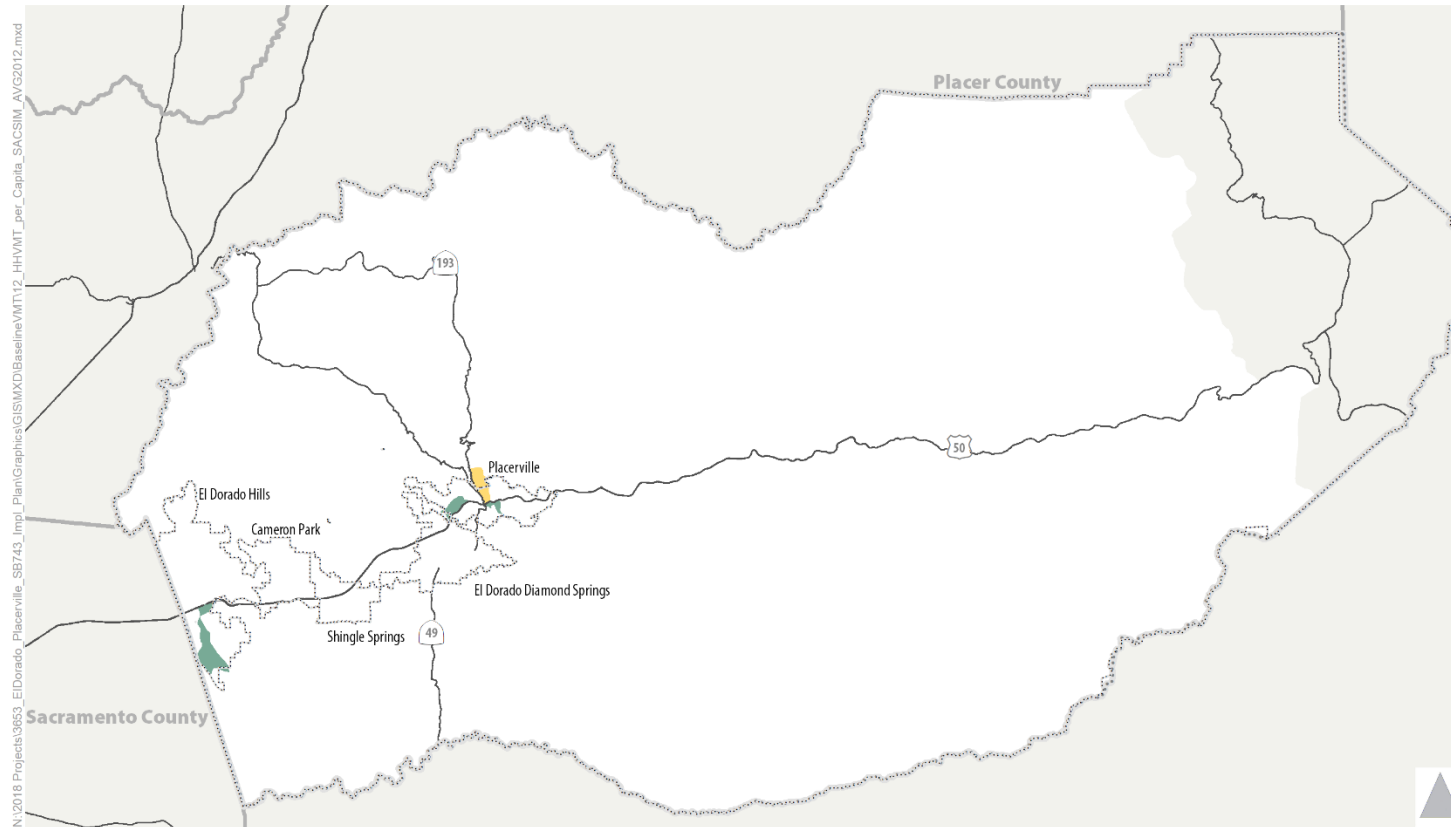 N:\2018 Projects\3653_ElDorado_Placerville_SB743_Impl_Plan\Graphics\GIS\MXD\BaselineVMT\12_HHVMT_per_Capita_SACSIM_AVG2012.mxd
Placer County
193
50
Placerville
El Dorado Hills
Cameron Park
El Dorado Diamond Springs
Shingle Springs
49
Sacramento County